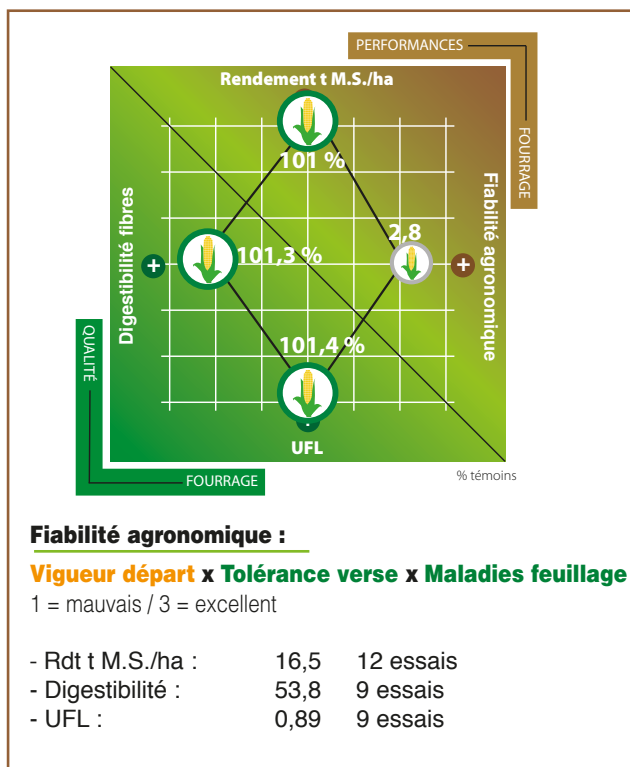 PERFORMANCES
FOURRAGE
Rendement t M.S./ha
101 %
Digestibilité fibres
+
101,3 %
2,8
+
Fiabilité agronomique
101,4 %
UFL
QUALITÉ
FOURRAGE
% témoins
Fiabilité agronomique :
Vigueur départ x Tolérance verse x Maladies feuillage
1 = mauvais / 3 = excellent
- Rdt t M.S./ha : 16,5 12 essais
- Digestibilité : 53,8 9 essais
- UFL : 0,89 9 essais